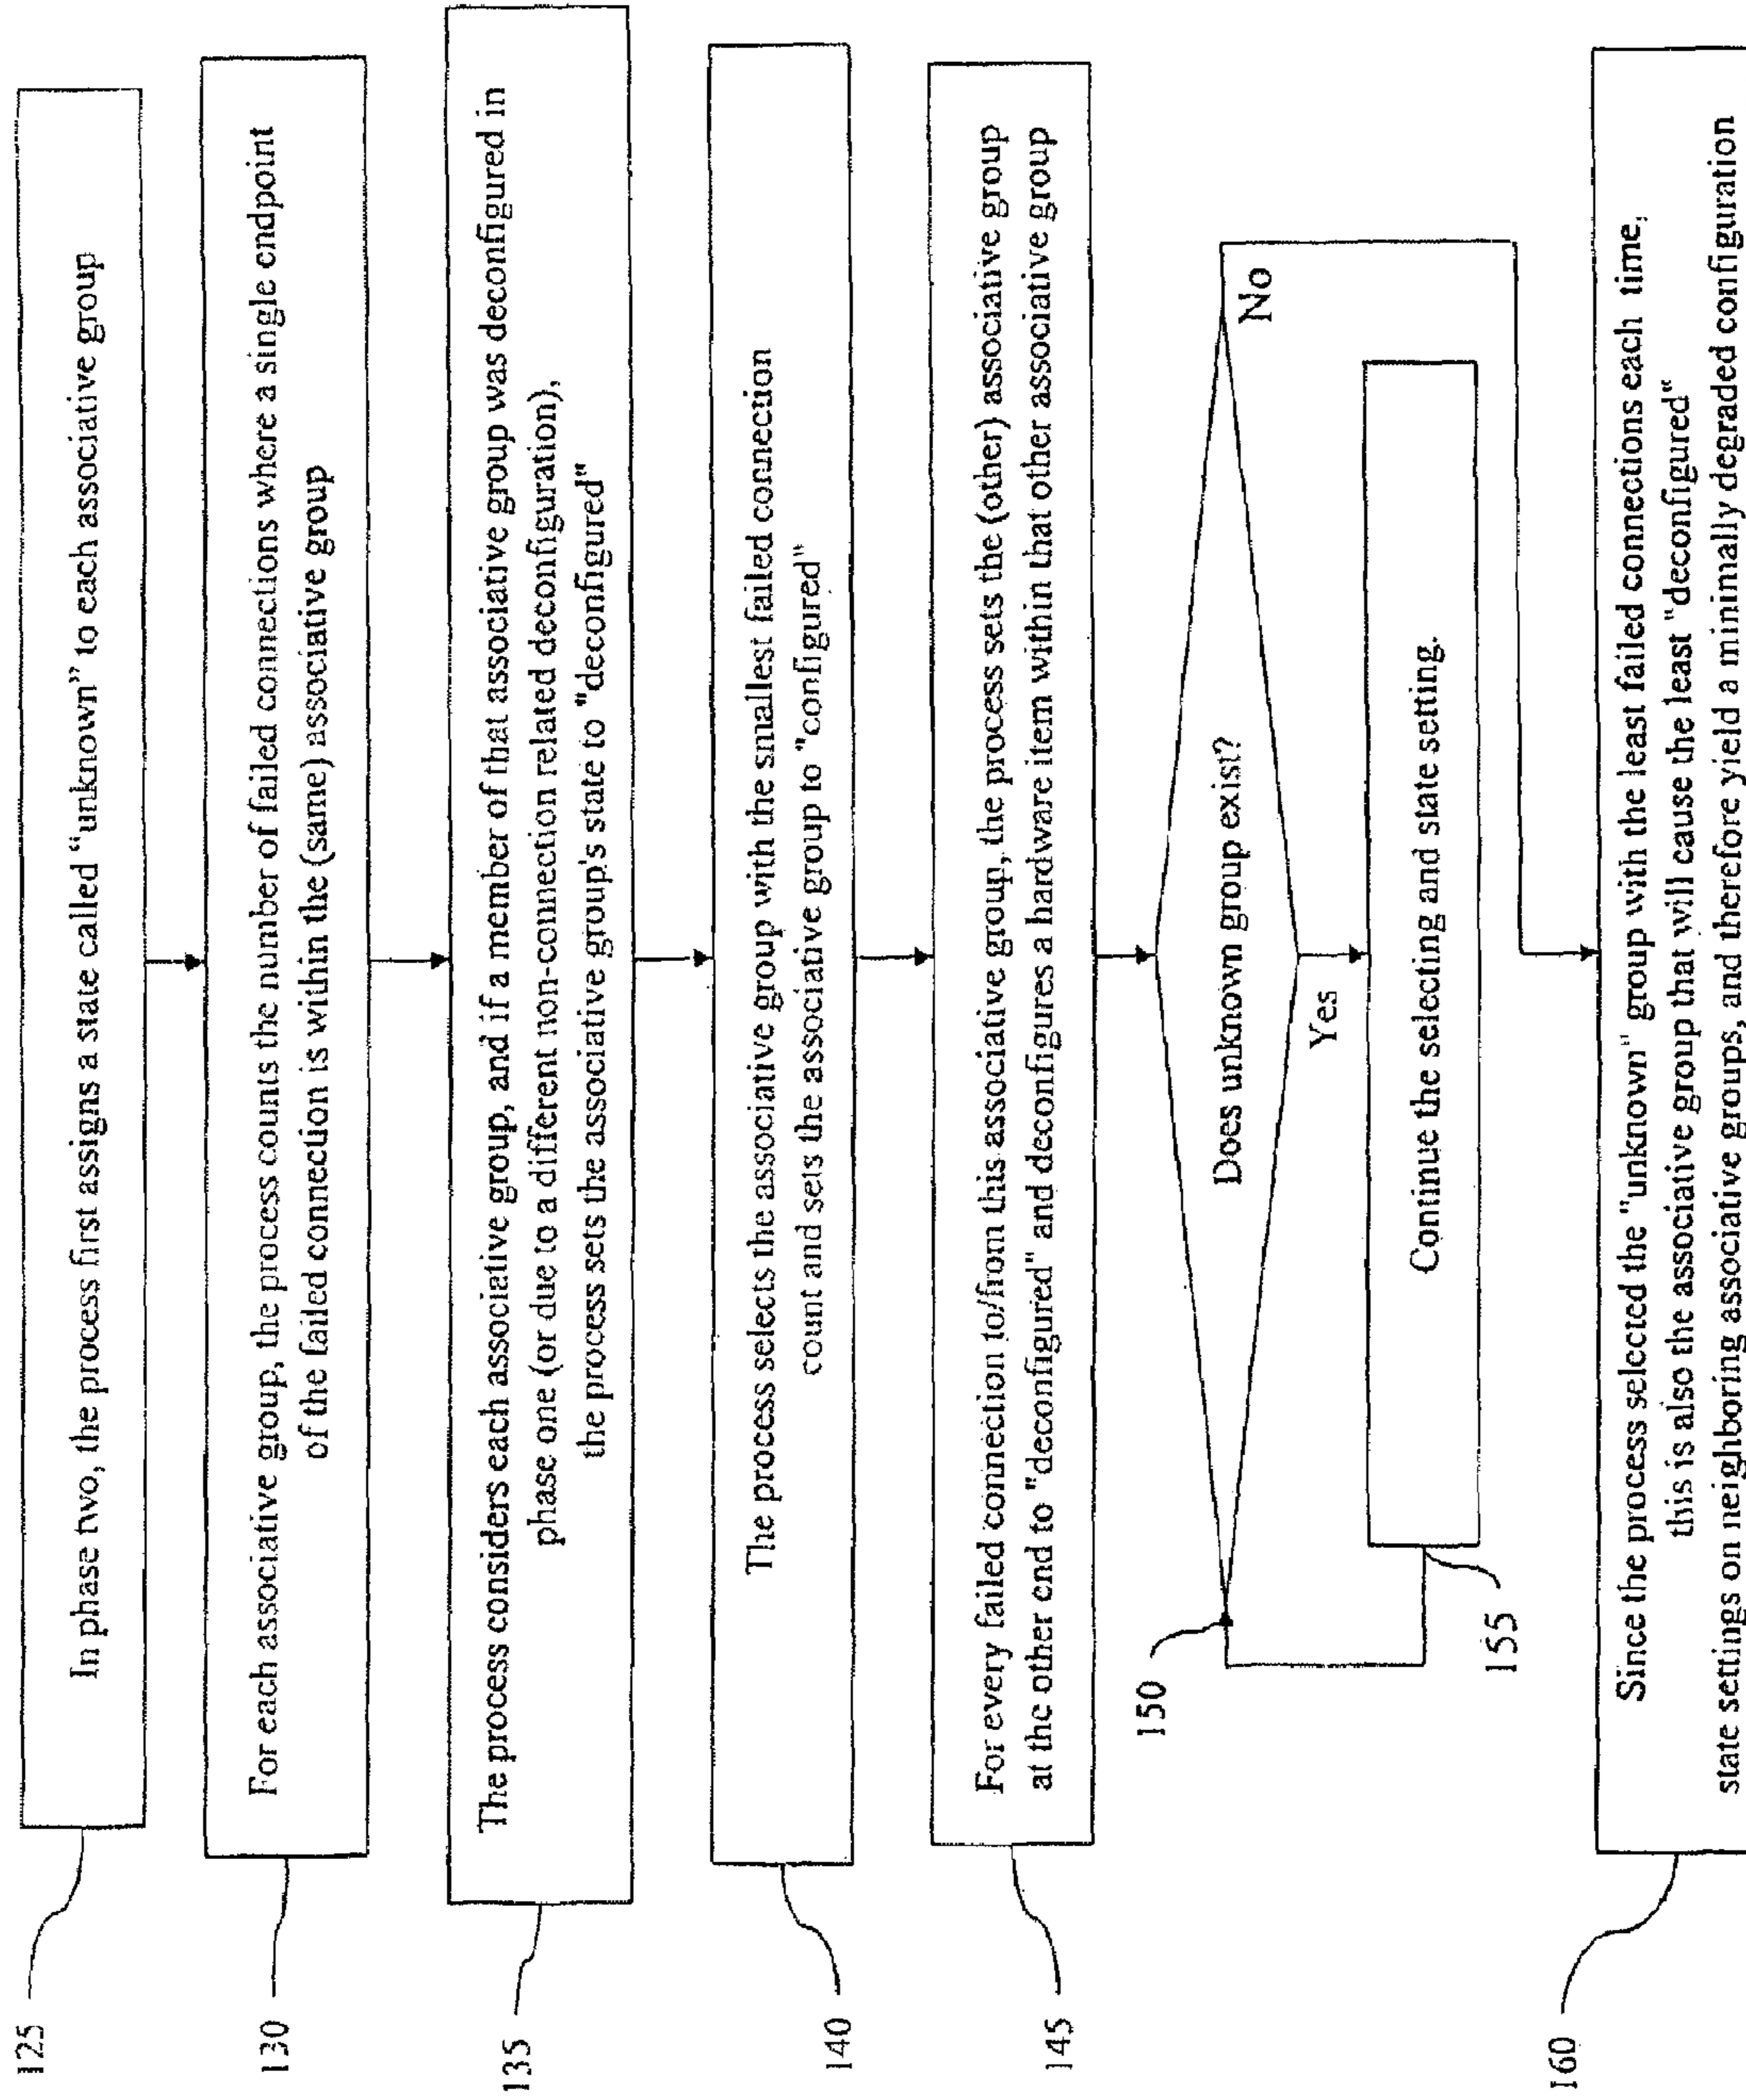 125
In phase two, the process first assigns a state called “unknown” to each associative group
130
For each associative group, the process counts the number of failed connections where a single endpoint
of the failed connection is within the (same) associative group
135
The process considers each associative group, and if a member of that associative group was deconfigured in
phase one (or due to a different non-connection related deconfiguration),
the process sets the associative group's state to "deconfigured"
140
The process selects the associative group with the smallest failed connection
count and sets the associative group to "configured"
145
For every failed connection to/from this associative group, the process sets the (other) associative group
at the other end to "deconfigured" and deconfigures a hardware item within that other associative group
150
Does unknown group exist?
No
Yes
155
Continue the selecting and state setting.
160
Since the process selected the "unknown" group with the least failed connections each time,
this is also the associative group that will cause the least "deconfigured"
state settings on neighboring associative groups, and therefore yield a minimally degraded configuration